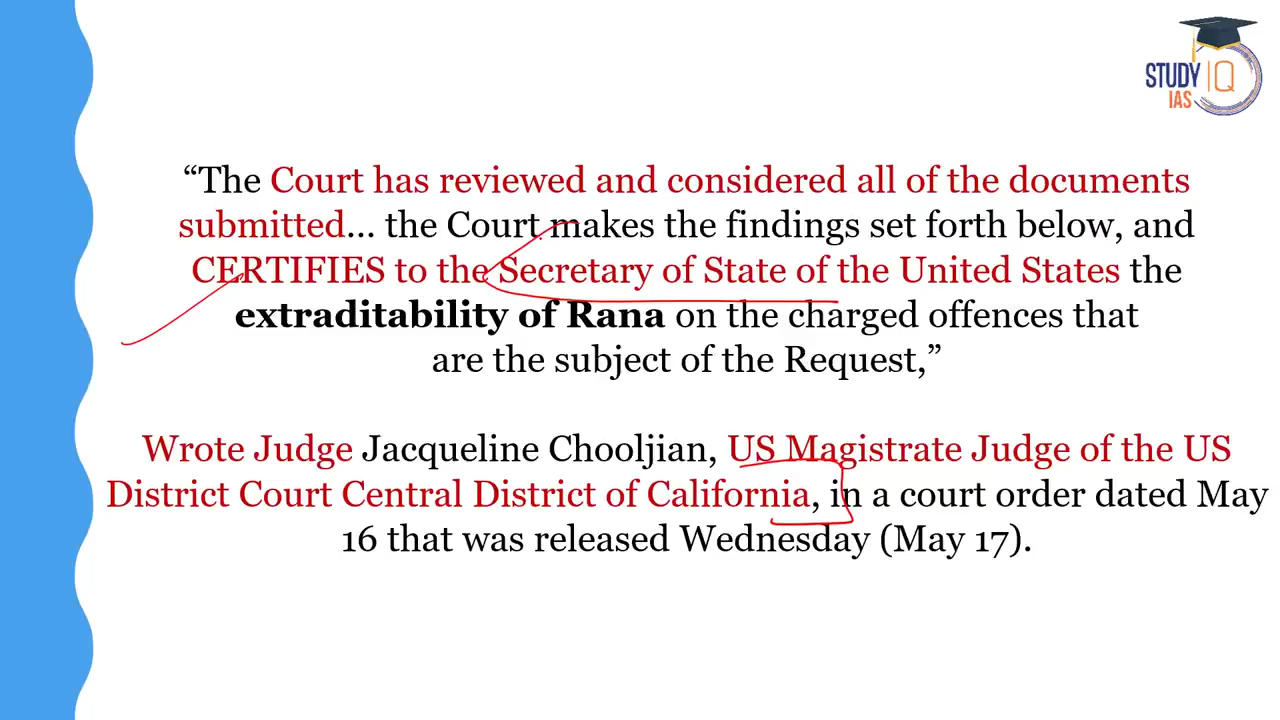 STUDY IQ
IAS
“The Court has reviewed and considered all of the documents
submitted... the Court makes the findings set forth below, and
CERTIFIES to the Secretary of State of the United States the
extraditability of Rana on the charged offences that
are the subject of the Request,”
Wrote Judge Jacqueline Chooljian, US Magistrate Judge of the US
District Court Central District of California, in a court order dated May
16 that was released Wednesday (May 17).